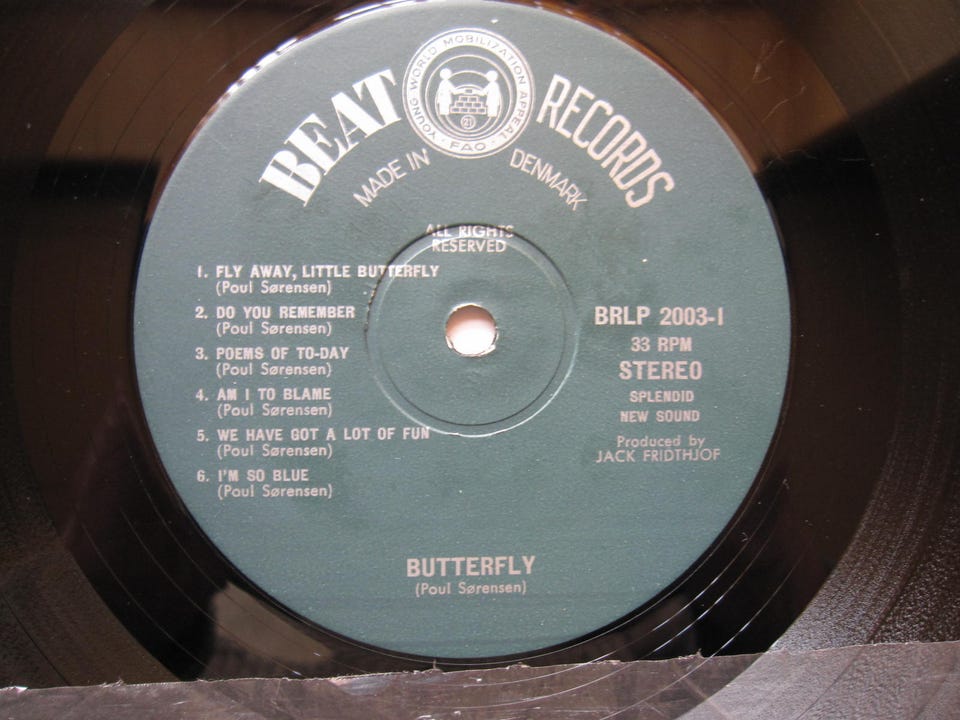 BEAT RECORDS
YOUNG WORLD MOBILIZATION APPEAL
FAO
21
MADE IN DENMARK
ALL RIGHTS
RESERVED
1. FLY AWAY, LITTLE BUTTERFLY
(Poul Sørensen)
2. DO YOU REMEMBER
(Poul Sørensen)
3. POEMS OF TO-DAY
(Poul Sørensen)
4. AM I TO BLAME
(Poul Sørensen)
5. WE HAVE GOT A LOT OF FUN
(Poul Sørensen)
6. I'M SO BLUE
(Poul Sørensen)
BRLP 2003-1
33 RPM
STEREO
SPLENDID
NEW SOUND
Produced by
JACK FRIDTHJOF
BUTTERFLY
(Poul Sørensen)